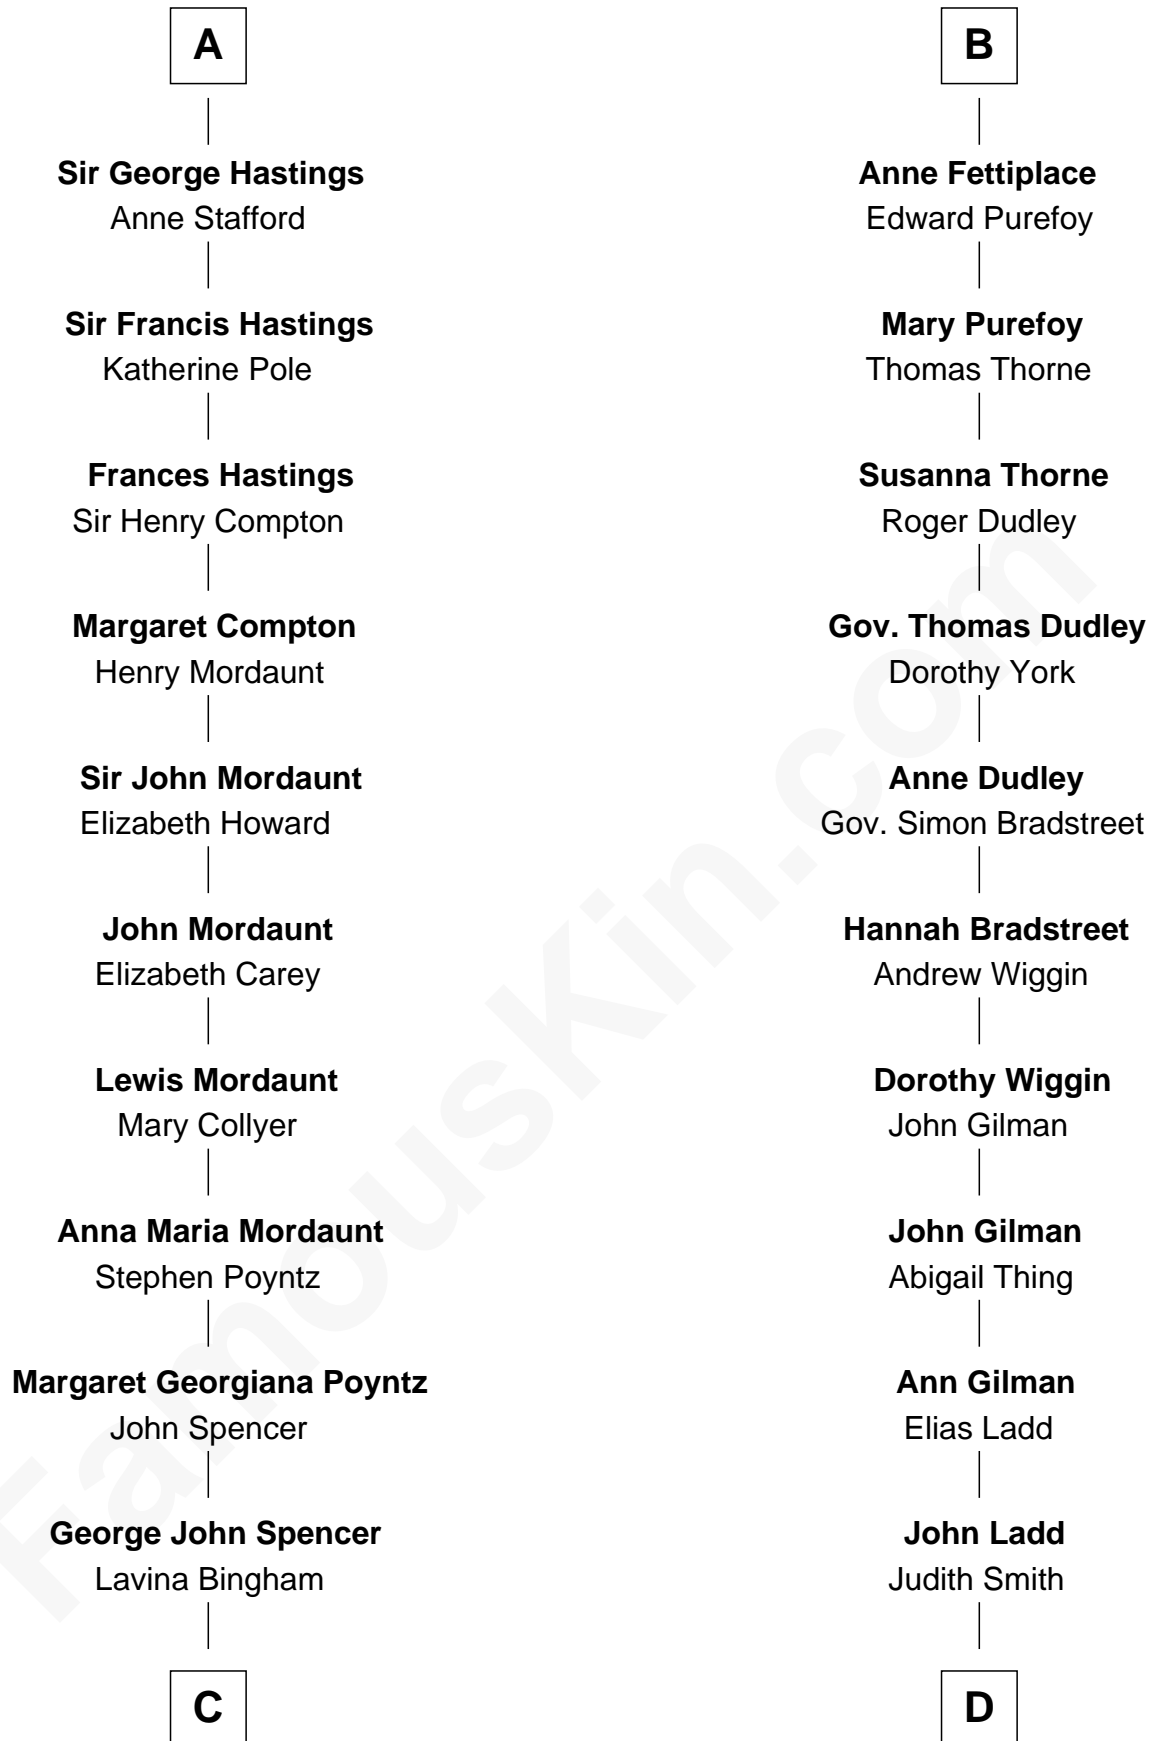 A
Sir George Hastings
Anne Stafford
Sir Francis Hastings
Katherine Pole
Frances Hastings
Sir Henry Compton
Margaret Compton
Henry Mordaunt
Sir John Mordaunt
Elizabeth Howard
John Mordaunt
Elizabeth Carey
Lewis Mordaunt
Mary Collyer
Anna Maria Mordaunt
Stephen Poyntz
Margaret Georgiana Poyntz
John Spencer
George John Spencer
Lavina Bingham
C
B
Anne Fettiplace
Edward Purefoy
Mary Purefoy
Thomas Thorne
Susanna Thorne
Roger Dudley
Gov. Thomas Dudley
Dorothy York
Anne Dudley
Gov. Simon Bradstreet
Hannah Bradstreet
Andrew Wiggin
Dorothy Wiggin
John Gilman
John Gilman
Abigail Thing
Ann Gilman
Elias Ladd
John Ladd
Judith Smith
D
FamousKin.com